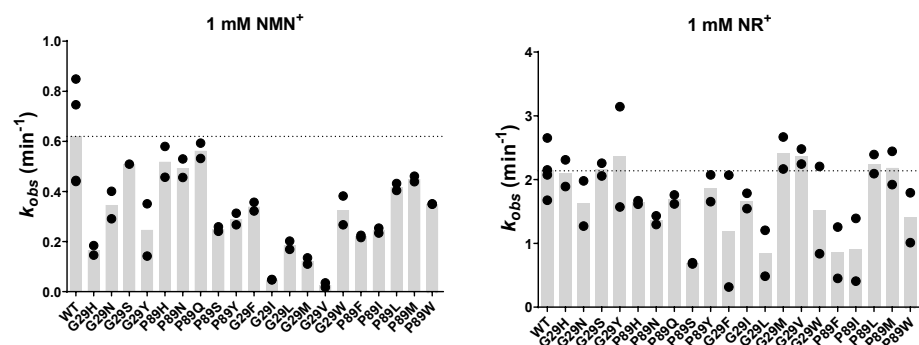 1 mM NMN⁺
k_obs (min⁻¹)
1.0
0.8
0.6
0.4
0.2
0.0
WT
G29H
G29N
G29S
G29Y
P89H
P89N
P89Q
P89S
P89Y
G29F
G29I
G29L
G29M
G29V
G29W
P89F
P89I
P89L
P89M
P89W
1 mM NR⁺
k_obs (min⁻¹)
4
3
2
1
0
WT
G29H
G29N
G29S
G29Y
P89H
P89N
P89Q
P89S
P89Y
G29F
G29I
G29L
G29M
G29V
G29W
P89F
P89I
P89L
P89M
P89W